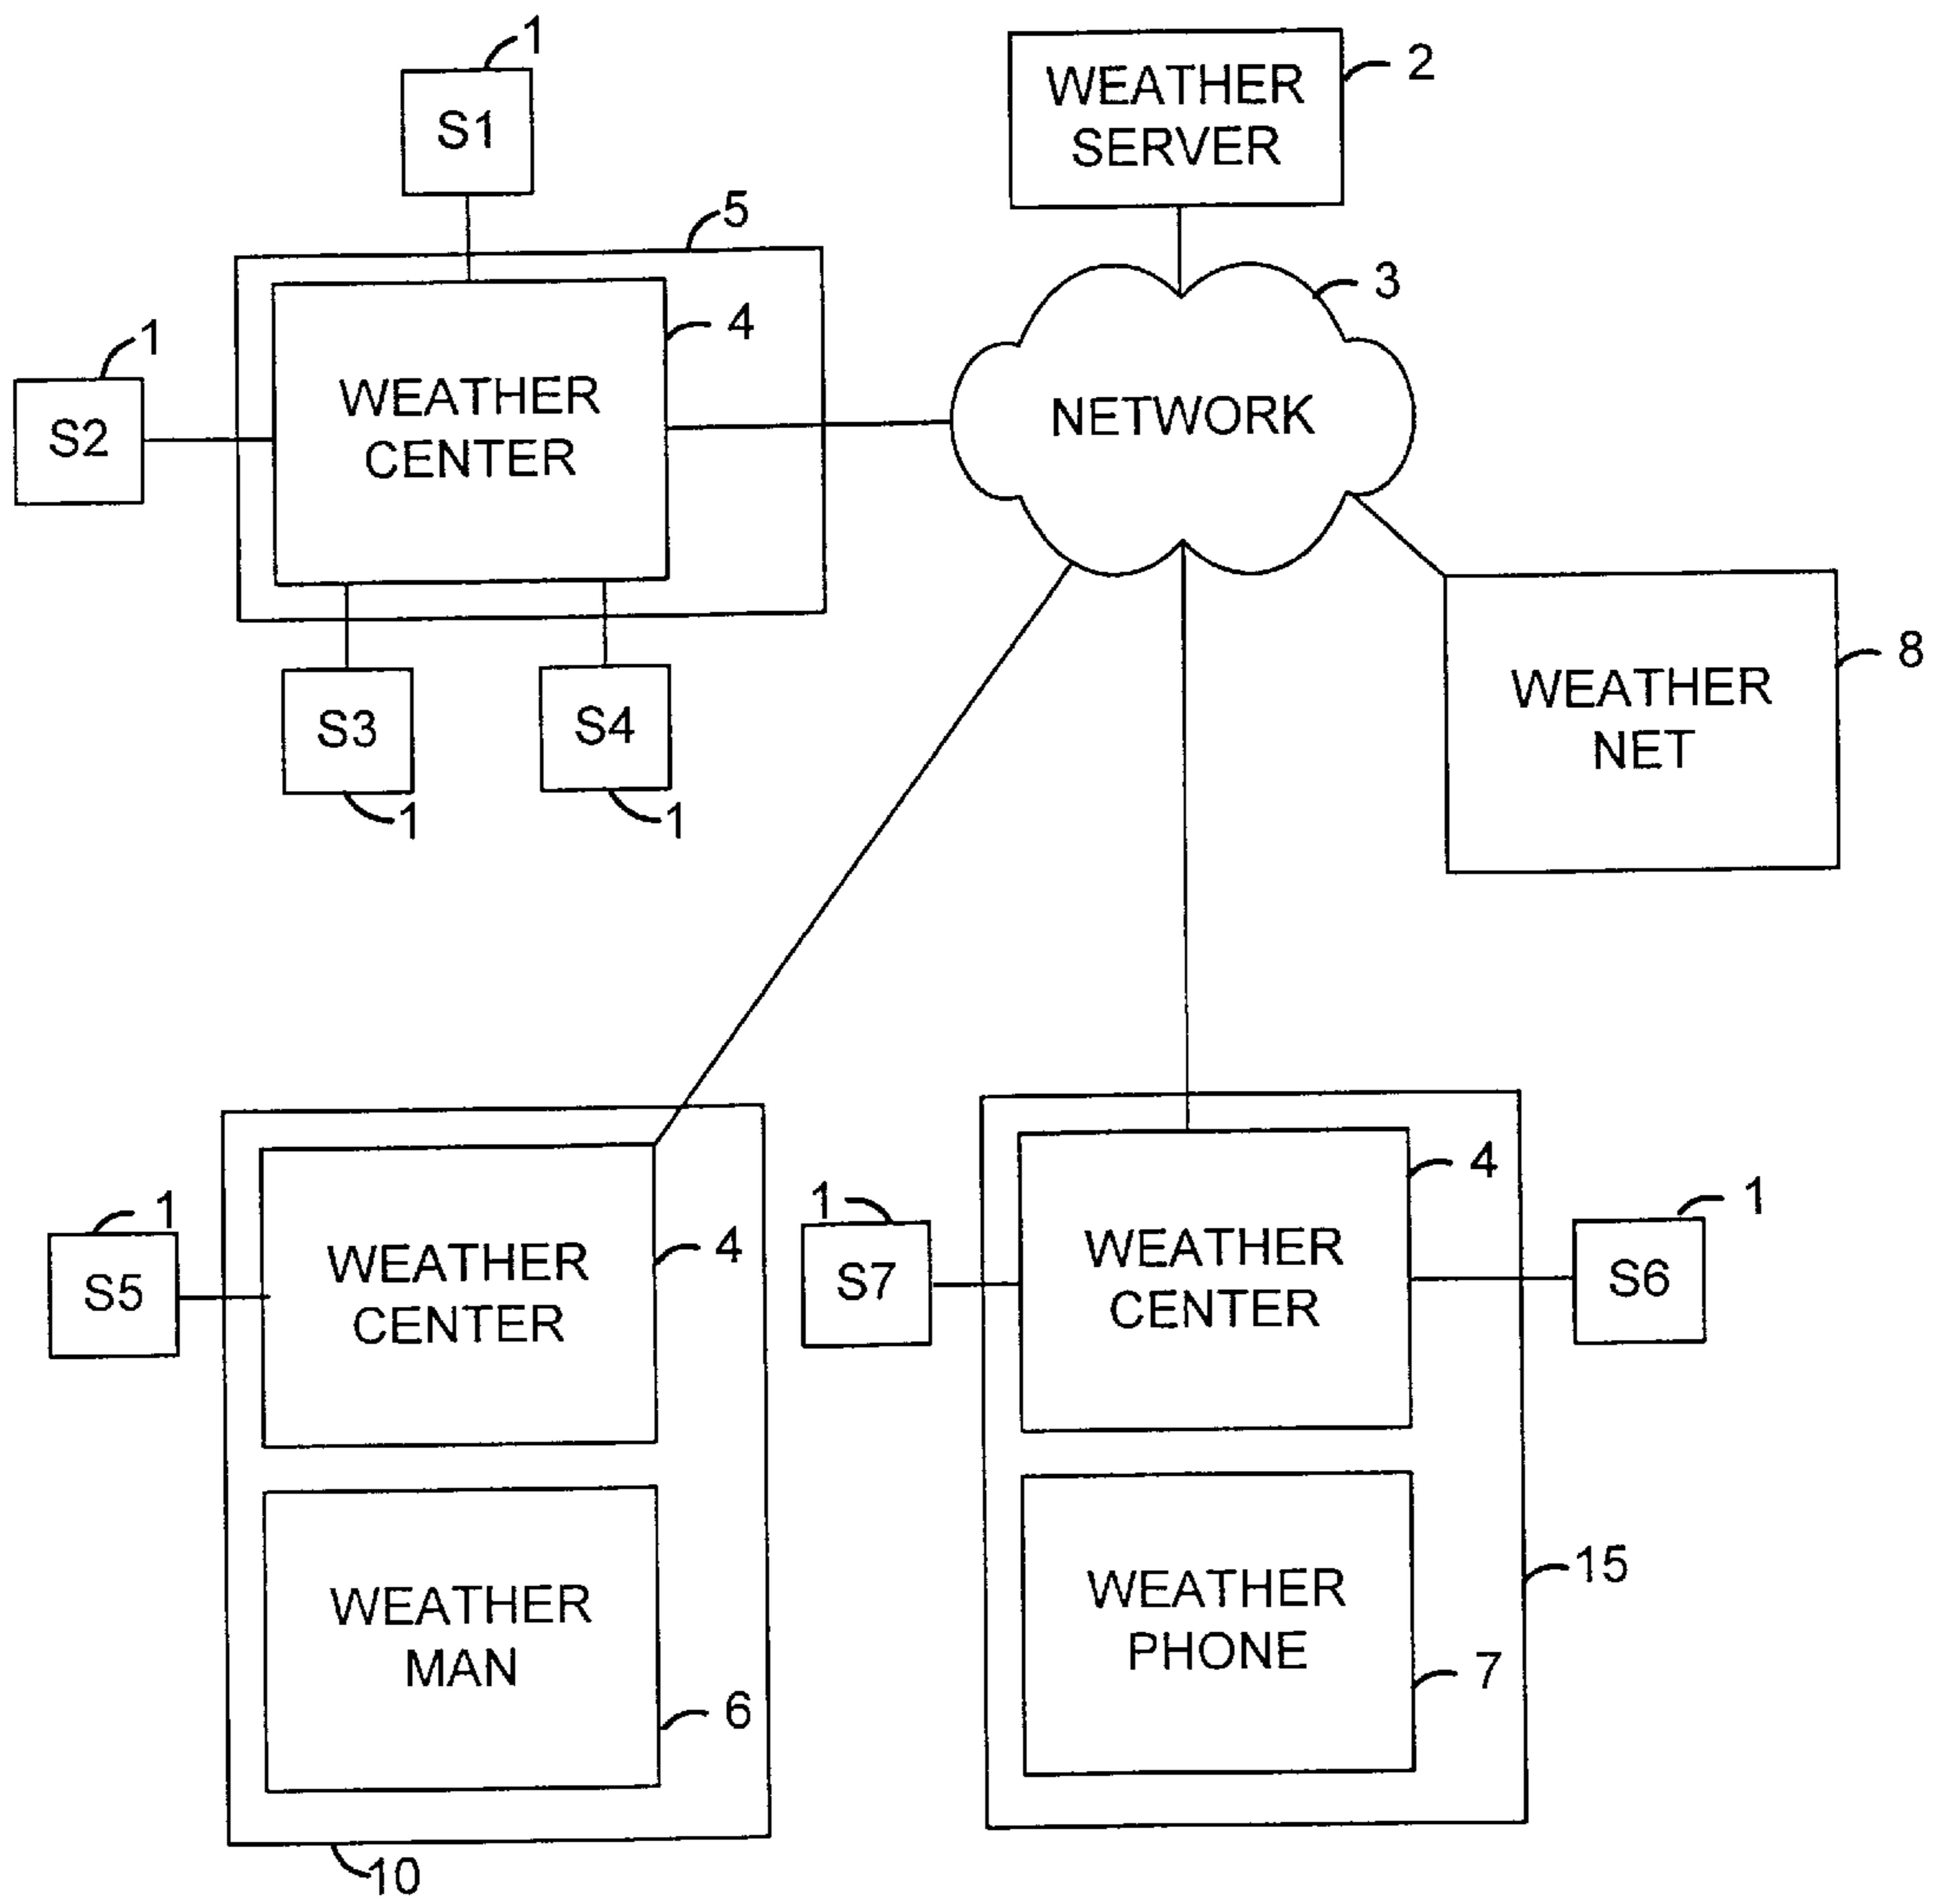 1
S1
WEATHER
SERVER
2
5
3
1
4
S2
WEATHER
CENTER
NETWORK
S3
S4
1
1
WEATHER
NET
8
1
S5
WEATHER
CENTER
4
1
S7
WEATHER
CENTER
4
1
S6
WEATHER
MAN
6
WEATHER
PHONE
7
15
10